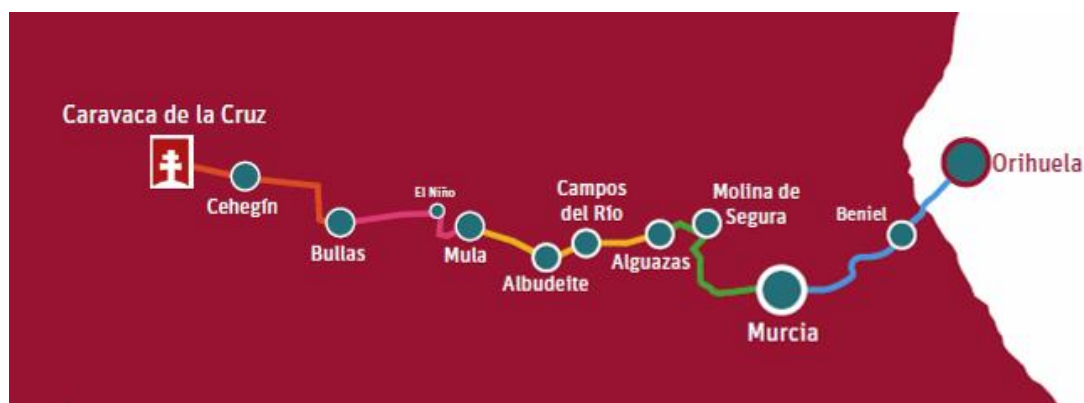 Caravaca de la Cruz
Cehegín
Bullas
El Niño
Mula
Albudeite
Campos
del Río
Alguazas
Molina de
Segura
Murcia
Beniel
Orihuela